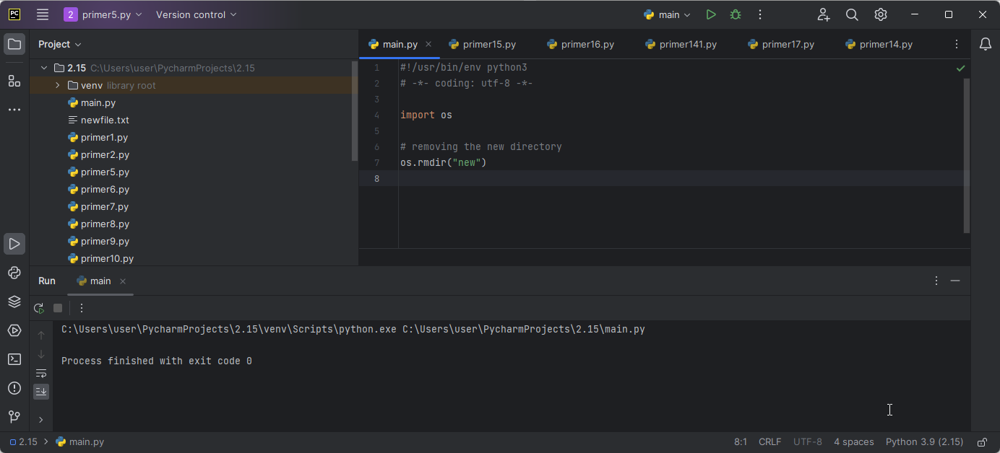 PC 2 primer5.py Version control main
Project
2.15 C:\Users\user\PycharmProjects\2.15
venv library root
main.py
newfile.txt
primer1.py
primer2.py
primer5.py
primer6.py
primer7.py
primer8.py
primer9.py
primer10.py
main.py primer15.py primer16.py primer141.py primer17.py primer14.py
1 #!/usr/bin/env python3
2 # -*- coding: utf-8 -*-
3
4 import os
5
6 # removing the new directory
7 os.rmdir("new")
8
Run main
C:\Users\user\PycharmProjects\2.15\venv\Scripts\python.exe C:\Users\user\PycharmProjects\2.15\main.py
Process finished with exit code 0
2.15 main.py 8:1 CRLF UTF-8 4 spaces Python 3.9 (2.15)